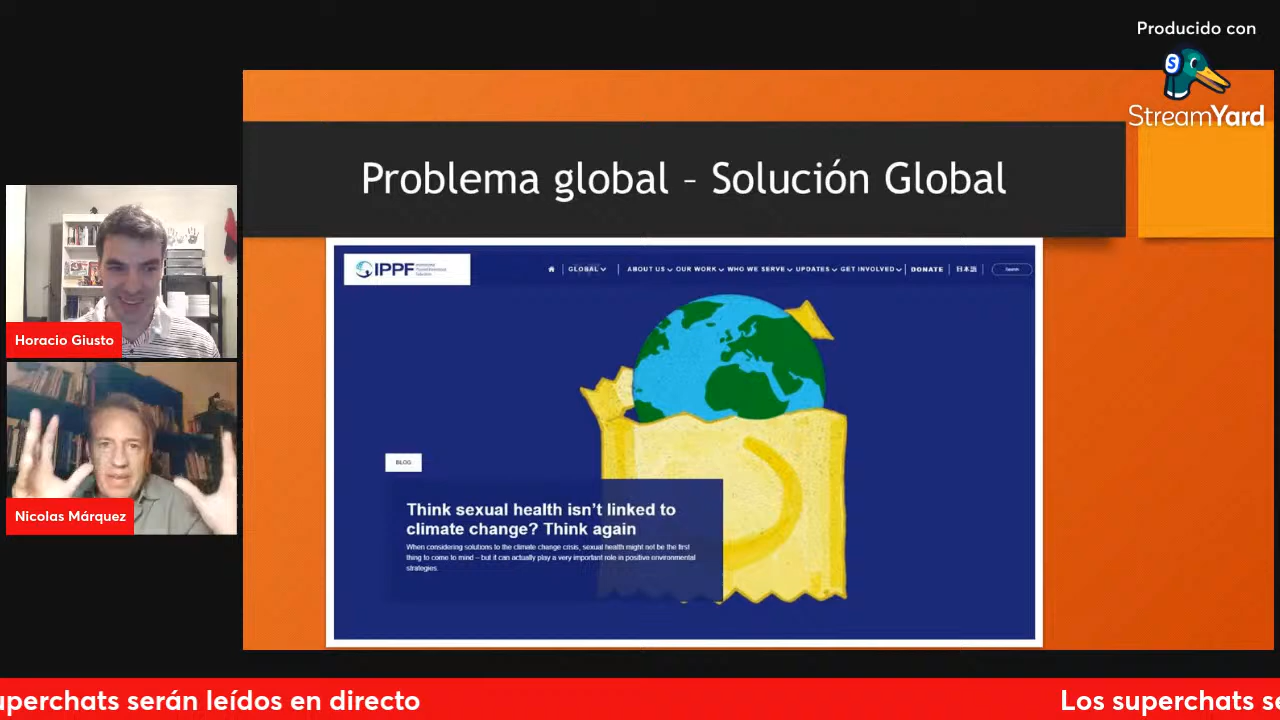 Producido con
StreamYard
Problema global – Solución Global
IPPF
GLOBAL
ABOUT US
OUR WORK
WHO WE SERVE
UPDATES
GET INVOLVED
DONATE
日本語
Search
BLOG
Think sexual health isn't linked to
climate change? Think again
When considering solutions to the climate change crisis, sexual health might not be the first
thing to come to mind – but it can actually play a very important role in positive environmental
strategies.
Horacio Giusto
Nicolas Márquez
uperchats serán leídos en directo
Los superchats se